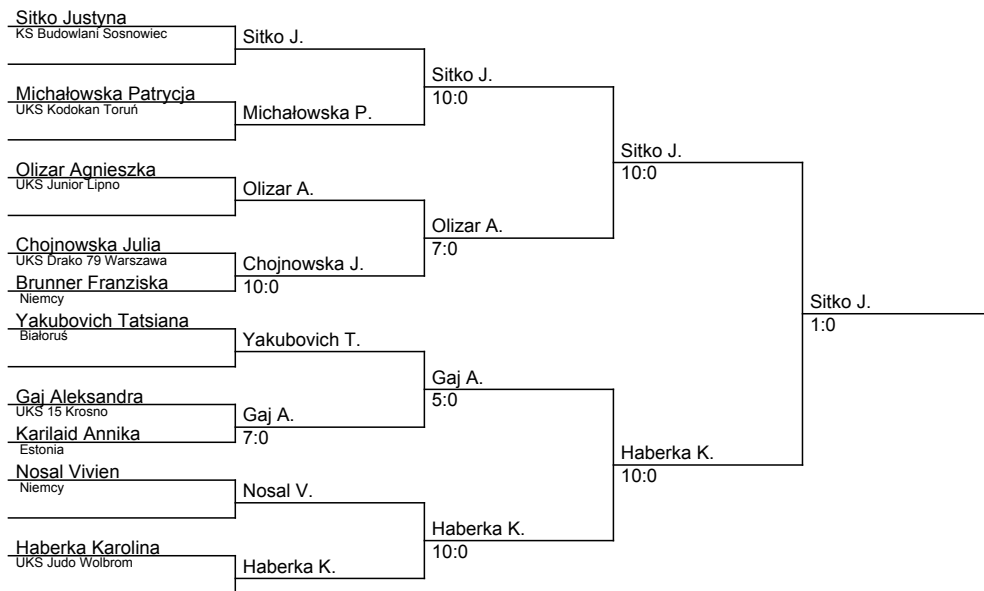 Sitko Justyna
KS Budowlani Sosnowiec
Sitko J.
Sitko J.
10:0
Michałowska Patrycja
UKS Kodokan Toruń
Michałowska P.
Sitko J.
10:0
Olizar Agnieszka
UKS Junior Lipno
Olizar A.
Olizar A.
7:0
Chojnowska Julia
UKS Drako 79 Warszawa
Chojnowska J.
10:0
Brunner Franziska
Niemcy
Sitko J.
1:0
Yakubovich Tatsiana
Białoruś
Yakubovich T.
Gaj A.
5:0
Gaj Aleksandra
UKS 15 Krosno
Gaj A.
7:0
Karilaid Annika
Estonia
Haberka K.
10:0
Nosal Vivien
Niemcy
Nosal V.
Haberka K.
10:0
Haberka Karolina
UKS Judo Wolbrom
Haberka K.